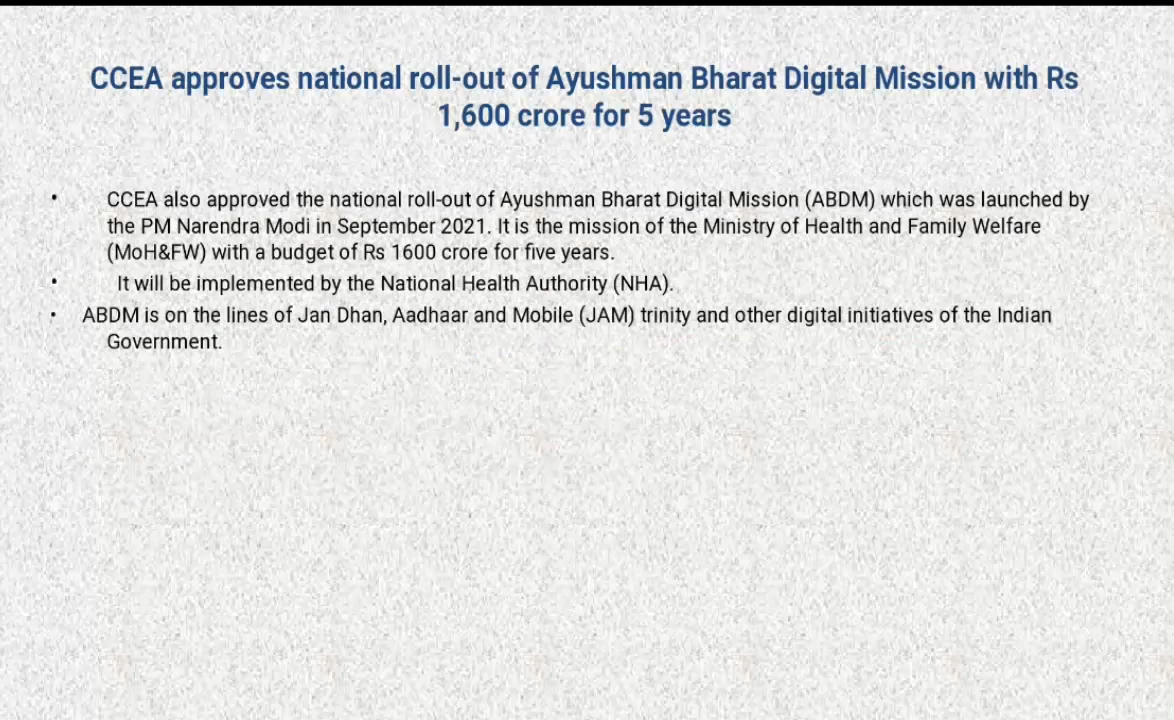 CCEA approves national roll-out of Ayushman Bharat Digital Mission with Rs
1,600 crore for 5 years
• CCEA also approved the national roll-out of Ayushman Bharat Digital Mission (ABDM) which was launched by
the PM Narendra Modi in September 2021. It is the mission of the Ministry of Health and Family Welfare
(MoH&FW) with a budget of Rs 1600 crore for five years.
• It will be implemented by the National Health Authority (NHA).
• ABDM is on the lines of Jan Dhan, Aadhaar and Mobile (JAM) trinity and other digital initiatives of the Indian
Government.